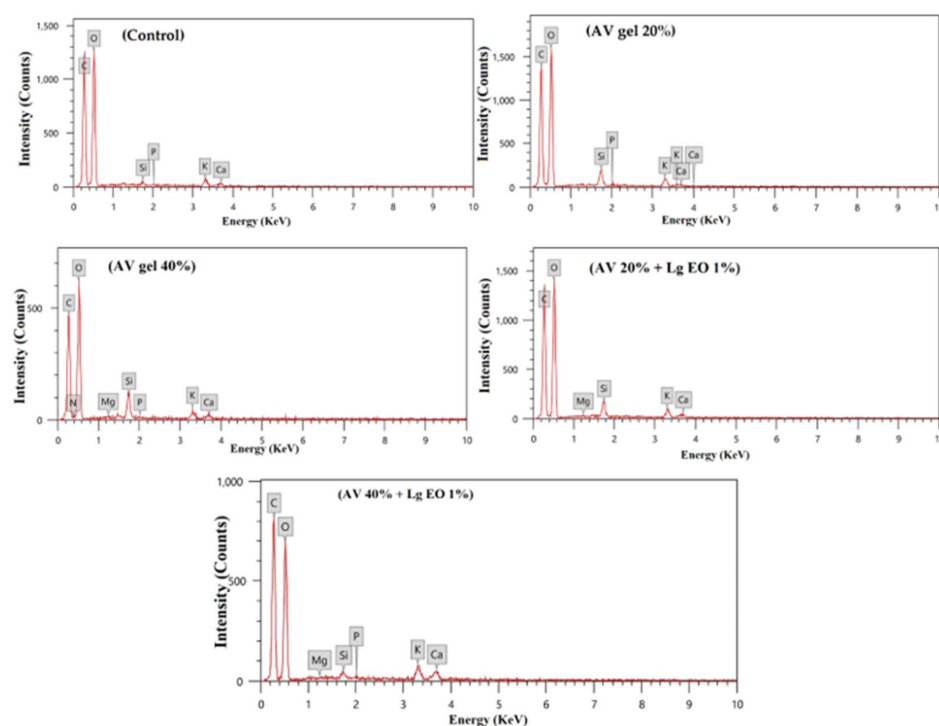 (Control)
Intensity (Counts)
1,500
1,000
500
0
C
O
Si
P
K
Ca
0 1 2 3 4 5 6 7 8 9 10
Energy (KeV)
(AV gel 20%)
Intensity (Counts)
1,500
1,000
500
0
C
O
Si
P
K
K
Ca
Ca
0 1 2 3 4 5 6 7 8 9 10
Energy (KeV)
(AV gel 40%)
Intensity (Counts)
500
0
C
N
O
Mg
Si
P
K
Ca
0 1 2 3 4 5 6 7 8 9 10
Energy (KeV)
(AV 20% + Lg EO 1%)
Intensity (Counts)
1,500
1,000
500
0
C
O
Mg
Si
K
Ca
0 1 2 3 4 5 6 7 8 9 10
Energy (KeV)
(AV 40% + Lg EO 1%)
Intensity (Counts)
1,000
500
0
C
O
Mg
Si
P
K
Ca
0 1 2 3 4 5 6 7 8 9 10
Energy (KeV)